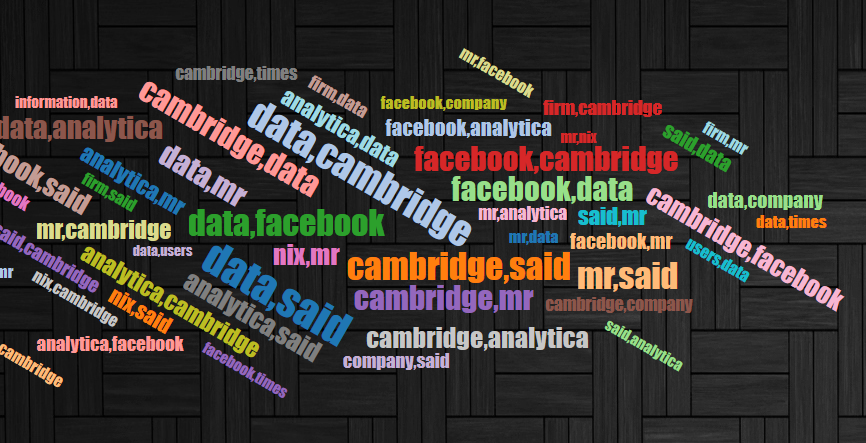 mr,facebook
cambridge,times
firm,data
information,data
cambridge,data
analytica,data
facebook,company
firm,cambridge
data,analytica
data,cambridge
facebook,analytica
mr,nix
said,data
firm,mr
book,said
analytica,mr
data,mr
facebook,cambridge
firm,said
facebook,data
book
mr,analytica
said,mr
cambridge,facebook
data,company
data,times
mr,cambridge
data,facebook
mr,data
facebook,mr
users,data
said,cambridge
data,users
nix,mr
mr
nix,cambridge
analytica,cambridge
data,said
cambridge,said
mr,said
nix,said
analytica,said
cambridge,mr
cambridge,company
analytica,facebook
cambridge,analytica
said,analytica
cambridge
facebook,times
company,said